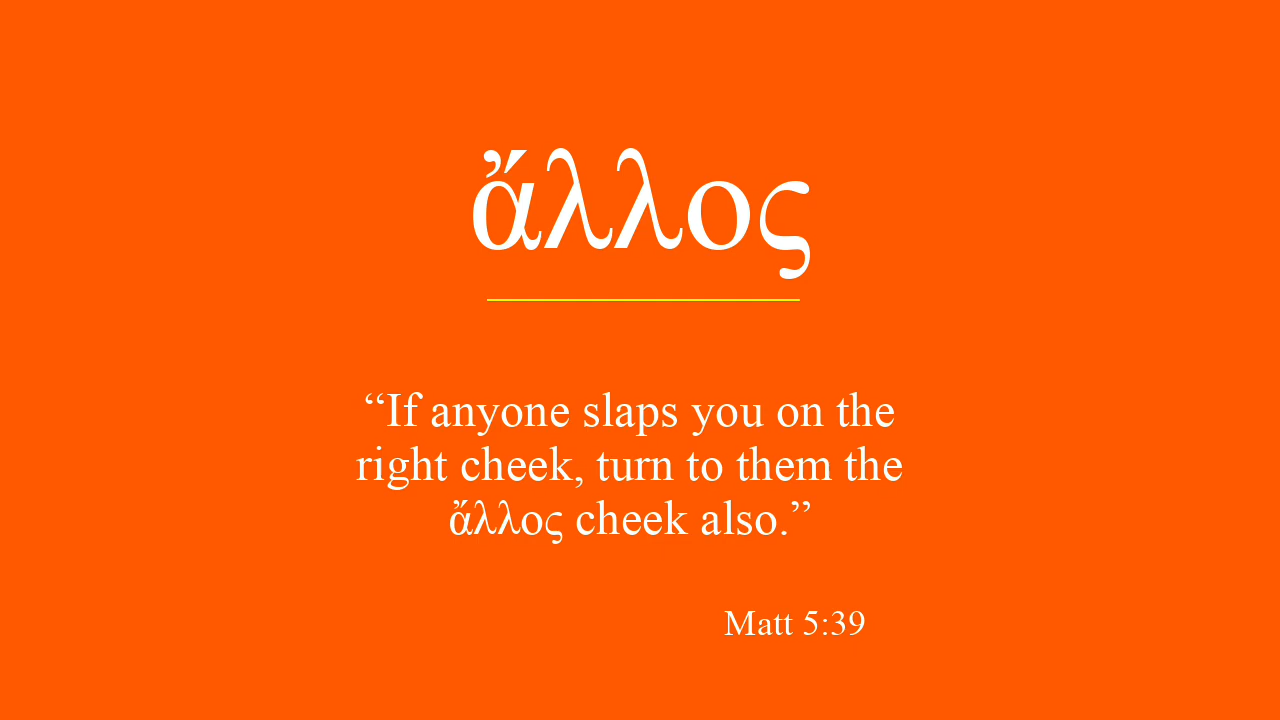 ἄλλος
“If anyone slaps you on the
right cheek, turn to them the
ἄλλος cheek also.”
Matt 5:39